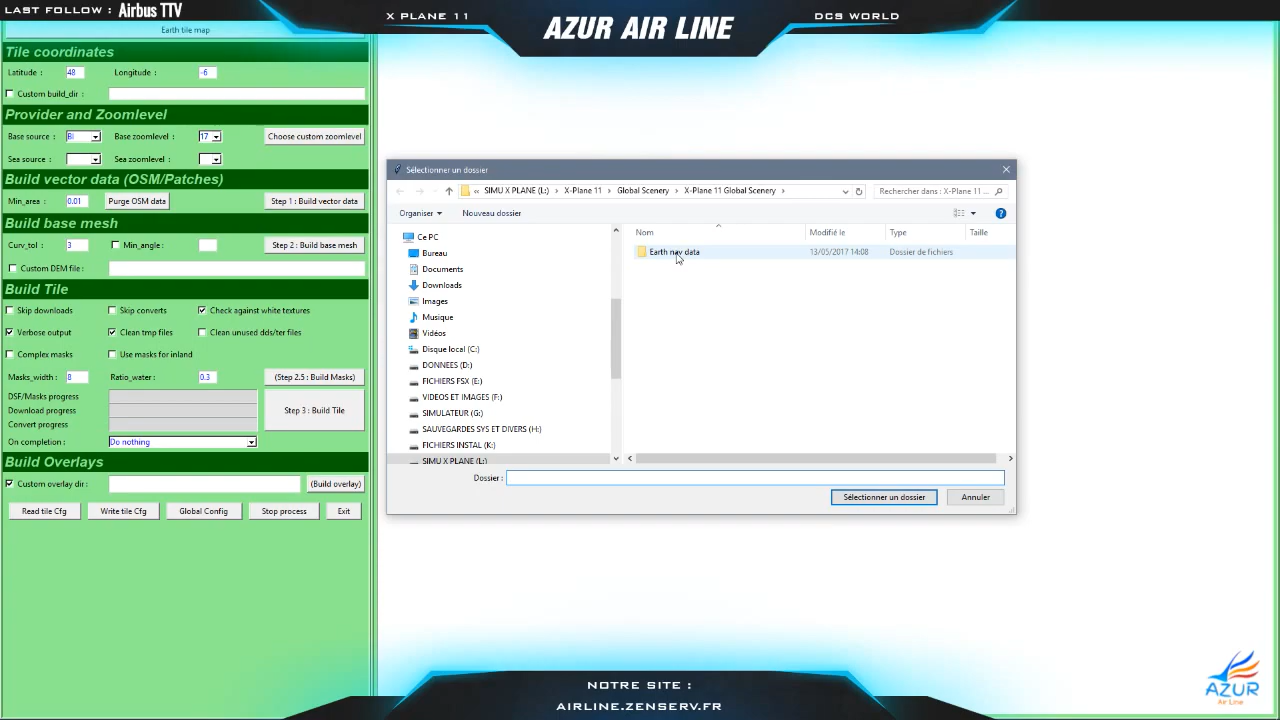 LAST FOLLOW : Airbus TTV
X PLANE 11
AZUR AIR LINE
DCS WORLD
Earth tile map
Tile coordinates
Latitude : 48 Longitude : -6
Custom build_dir :
Provider and Zoomlevel
Base source : BI Base zoomlevel : 17 Choose custom zoomlevel
Sea source : Sea zoomlevel :
Build vector data (OSM/Patches)
Min_area : 0.01 Purge OSM data Step 1 : Build vector data
Build base mesh
Curv_tol : 3 Min_angle : Step 2 : Build base mesh
Custom DEM file :
Build Tile
Skip downloads Skip converts Check against white textures
Verbose output Clean tmp files Clean unused dds/ter files
Complex masks Use masks for inland
Masks_width : 8 Ratio_water : 0.3 (Step 2.5 : Build Masks)
DSF/Masks progress
Download progress
Convert progress
Step 3 : Build Tile
On completion : Do nothing
Build Overlays
Custom overlay dir : (Build overlay)
Read tile Cfg Write tile Cfg Global Config Stop process Exit
Sélectionner un dossier
« SIMU X PLANE (L:) > X-Plane 11 > Global Scenery > X-Plane 11 Global Scenery >
Rechercher dans : X-Plane 11 ...
Organiser Nouveau dossier
Nom Modifié le Type Taille
Earth nav data 13/05/2017 14:08 Dossier de fichiers
Ce PC
Bureau
Documents
Downloads
Images
Musique
Vidéos
Disque local (C:)
DONNEES (D:)
FICHIERS FSX (E:)
VIDEOS ET IMAGES (F:)
SIMULATEUR (G:)
SAUVEGARDES SYS ET DIVERS (H:)
FICHIERS INSTAL (K:)
SIMU X PLANE (L:)
Dossier :
Sélectionner un dossier Annuler
NOTRE SITE :
AIRLINE.ZENSERV.FR
AZUR
Air Line